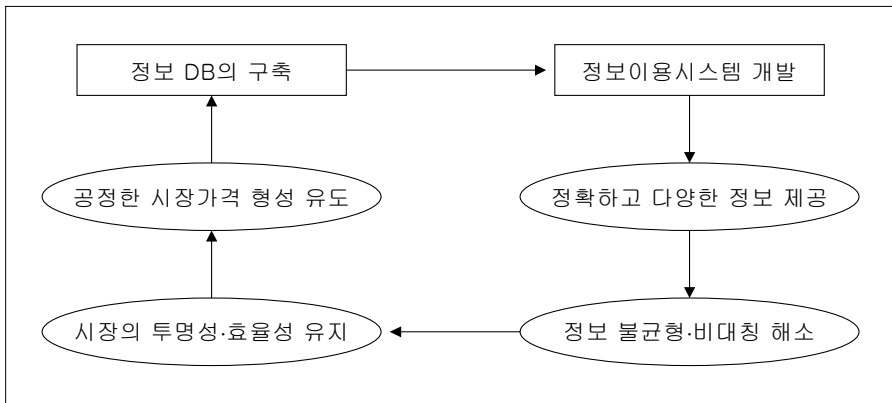 정보 DB의 구축
정보이용시스템 개발
공정한 시장가격 형성 유도
정확하고 다양한 정보 제공
시장의 투명성·효율성 유지
정보 불균형·비대칭 해소